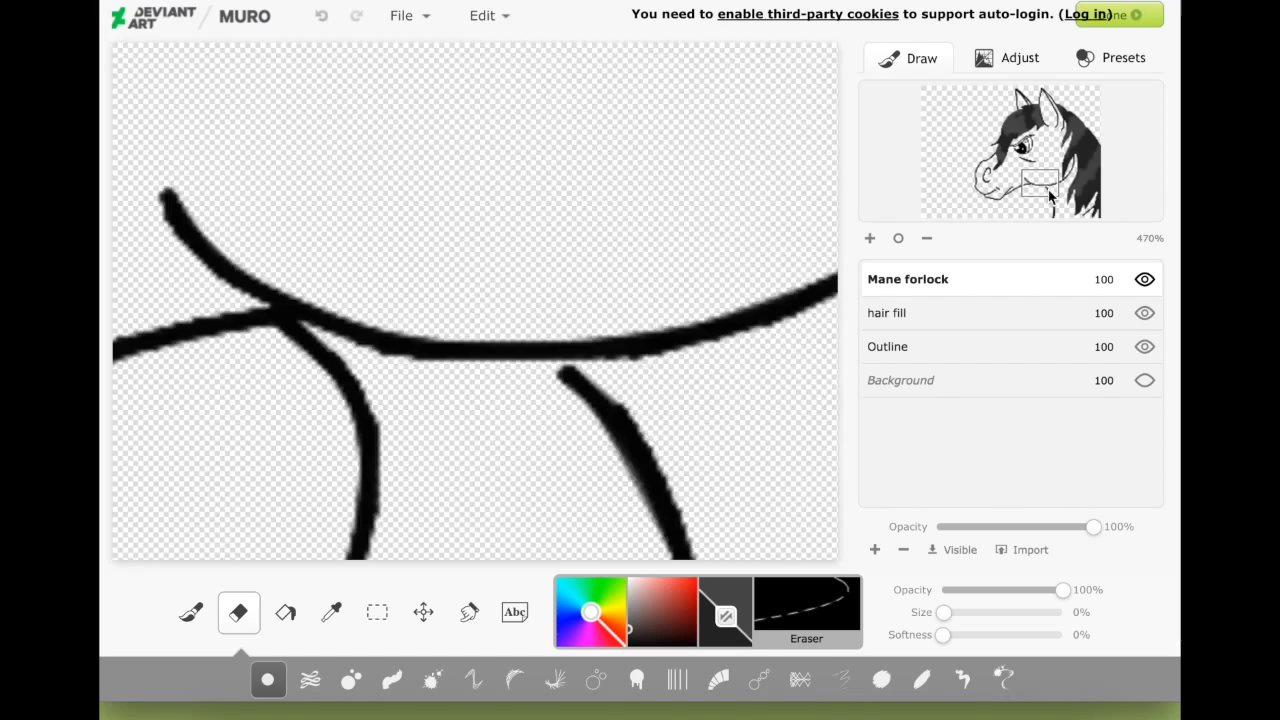 DEVIANT
ART
MURO
File
Edit
You need to enable third-party cookies to support auto-login. (Log in)
Draw
Adjust
Presets
470%
Mane forlock 100
hair fill 100
Outline 100
Background 100
Opacity 100%
Visible
Import
Abc
Eraser
Opacity 100%
Size 0%
Softness 0%